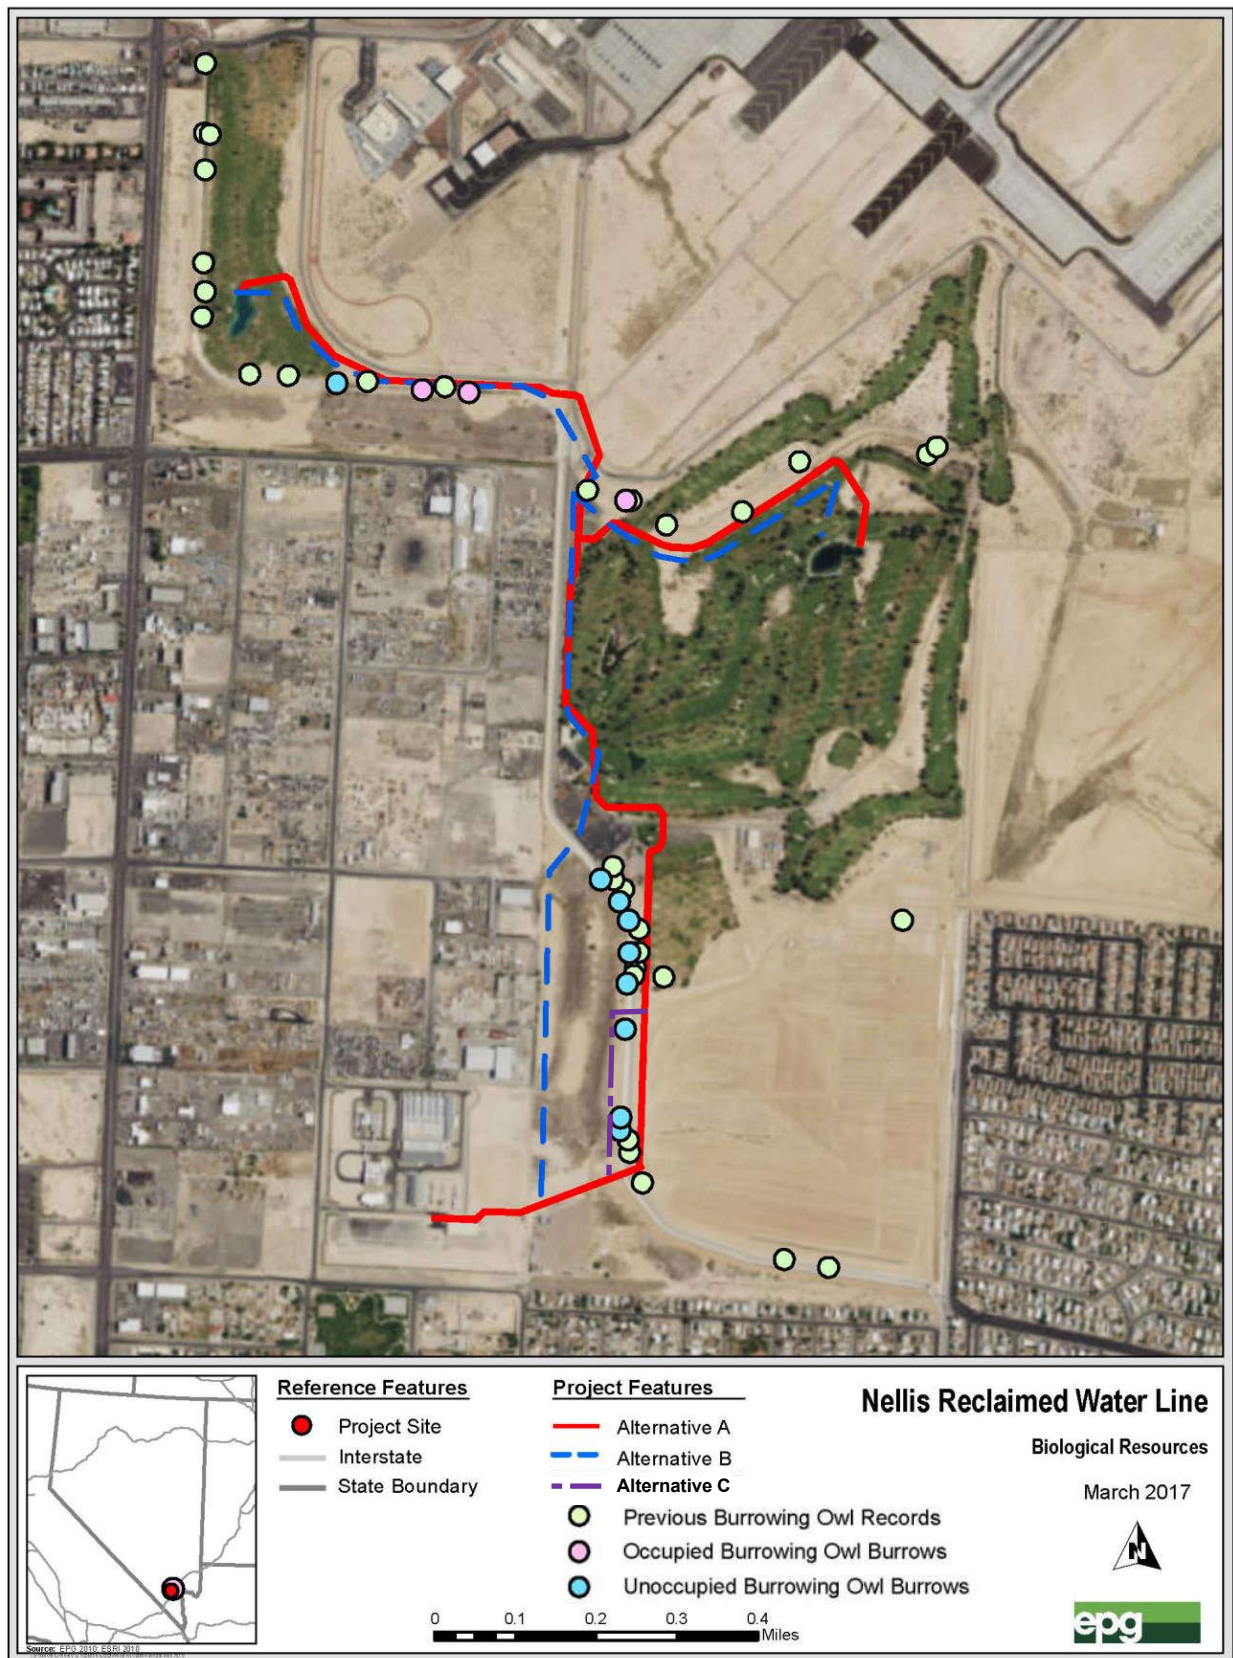 Reference Features
Project Site
Interstate
State Boundary
Project Features
Alternative A
Alternative B
Alternative C
Previous Burrowing Owl Records
Occupied Burrowing Owl Burrows
Unoccupied Burrowing Owl Burrows
0 0.1 0.2 0.3 0.4
Miles
Nellis Reclaimed Water Line
Biological Resources
March 2017
N
epg
Source: EPG 2010; ESRI 2010